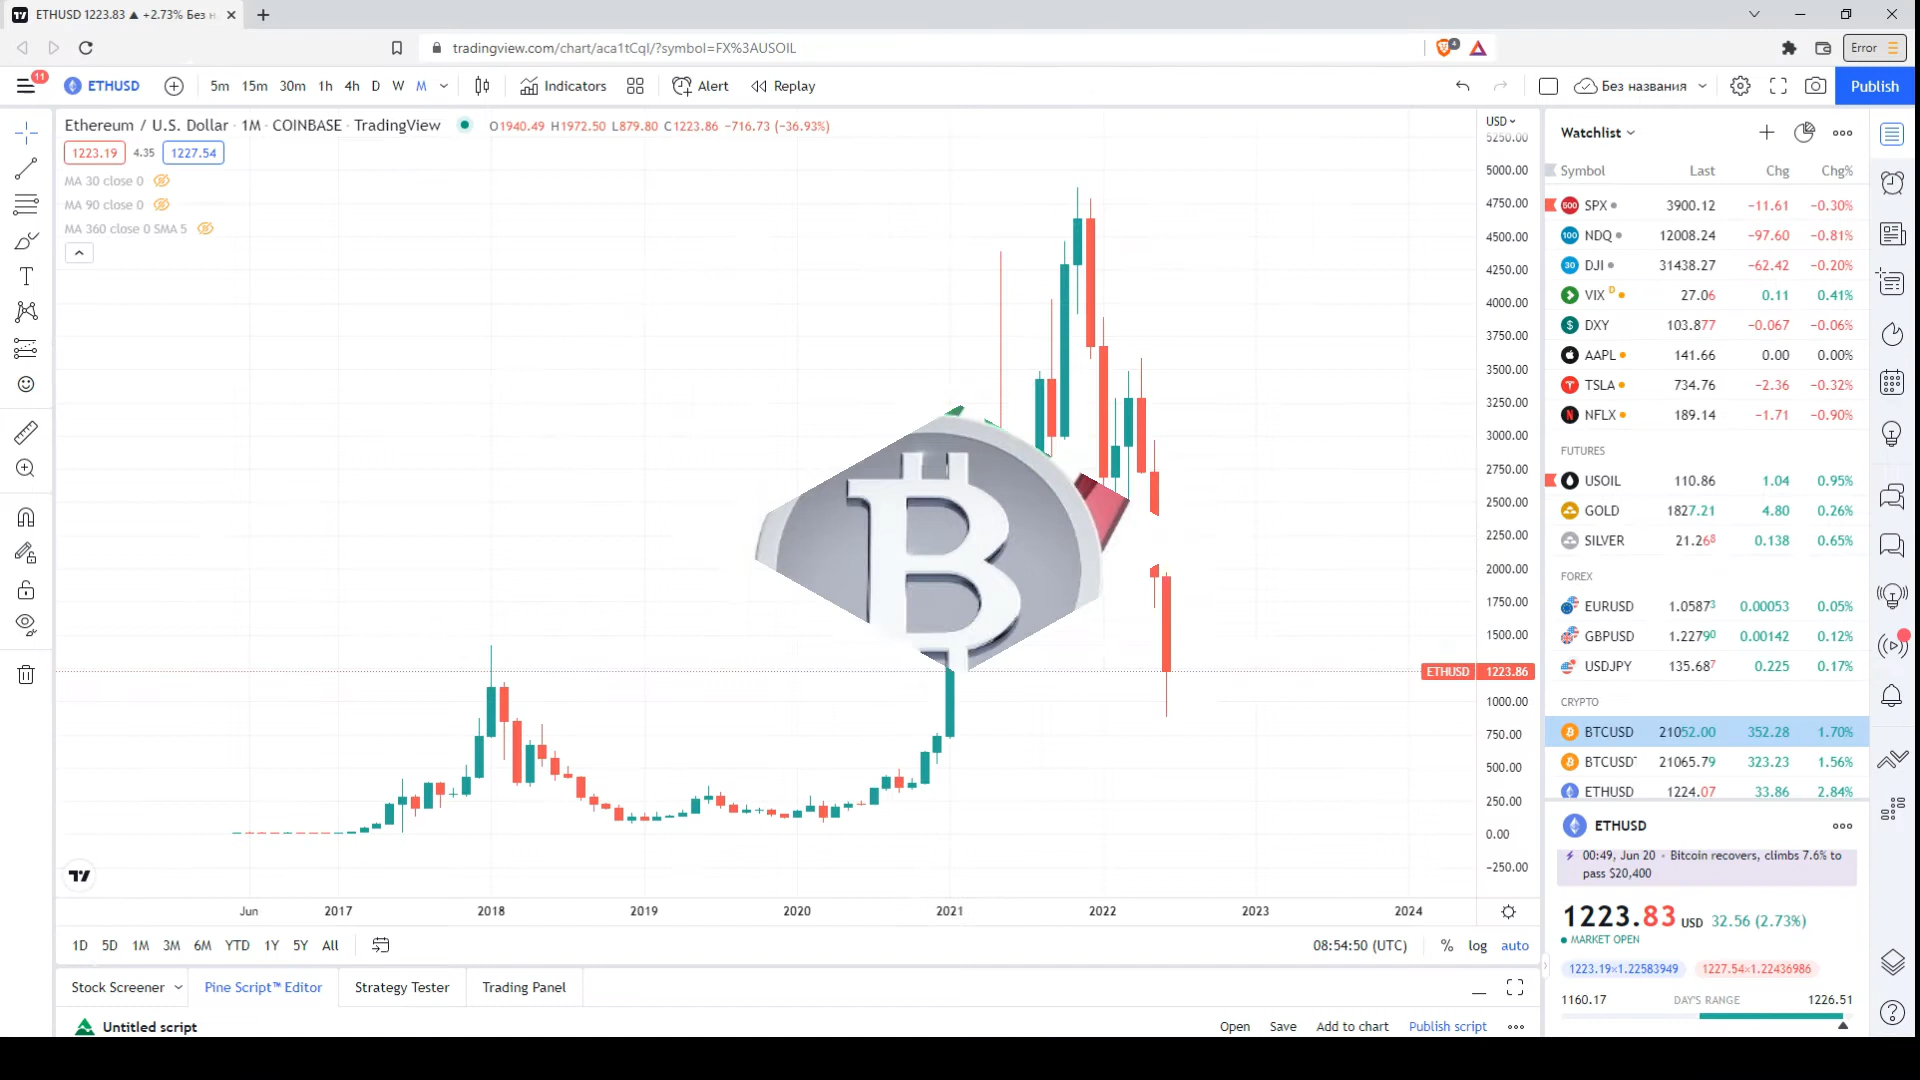 ETHUSD 1223.83 ▲ +2.73% Без н
tradingview.com/chart/aca1tCqI/?symbol=FX%3AUSOIL
4
Error
11
ETHUSD
5m 15m 30m 1h 4h D W M
Indicators
Alert
Replay
Без названия
Publish
Ethereum / U.S. Dollar · 1M · COINBASE · TradingView
O1940.49 H1972.50 L879.80 C1223.86 −716.73 (−36.93%)
1223.19 4.35 1227.54
MA 30 close 0
MA 90 close 0
MA 360 close 0 SMA 5
USD
5250.00
5000.00
4750.00
4500.00
4250.00
4000.00
3750.00
3500.00
3250.00
3000.00
2750.00
2500.00
2250.00
2000.00
1750.00
1500.00
ETHUSD 1223.86
1000.00
750.00
500.00
250.00
0.00
−250.00
Jun 2017 2018 2019 2020 2021 2022 2023 2024
1D 5D 1M 3M 6M YTD 1Y 5Y All
08:54:50 (UTC) % log auto
Stock Screener Pine Script™ Editor Strategy Tester Trading Panel
Untitled script
Open Save Add to chart Publish script
Watchlist
Symbol Last Chg Chg%
500 SPX 3900.12 −11.61 −0.30%
100 NDQ 12008.24 −97.60 −0.81%
30 DJI 31438.27 −62.42 −0.20%
VIX D 27.06 0.11 0.41%
DXY 103.877 −0.067 −0.06%
AAPL 141.66 0.00 0.00%
TSLA 734.76 −2.36 −0.32%
NFLX 189.14 −1.71 −0.90%
FUTURES
USOIL 110.86 1.04 0.95%
GOLD 1827.21 4.80 0.26%
SILVER 21.268 0.138 0.65%
FOREX
EURUSD 1.05873 0.00053 0.05%
GBPUSD 1.22790 0.00142 0.12%
USDJPY 135.687 0.225 0.17%
CRYPTO
BTCUSD 21052.00 352.28 1.70%
BTCUSD 21065.79 323.23 1.56%
ETHUSD 1224.07 33.86 2.84%
ETHUSD
00:49, Jun 20 • Bitcoin recovers, climbs 7.6% to
pass $20,400
1223.83 USD 32.56 (2.73%)
MARKET OPEN
1223.19×1.22583949 1227.54×1.22436986
1160.17 DAY'S RANGE 1226.51